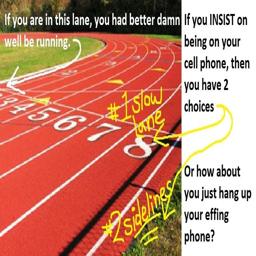 If you are in this lane, you had better damn
well be running.
If you INSIST on
being on your
cell phone, then
you have 2
choices
3 4 5 6 7 8
#1 slow
lane
#2 sidelines
Or how about
you just hang up
your effing
phone?